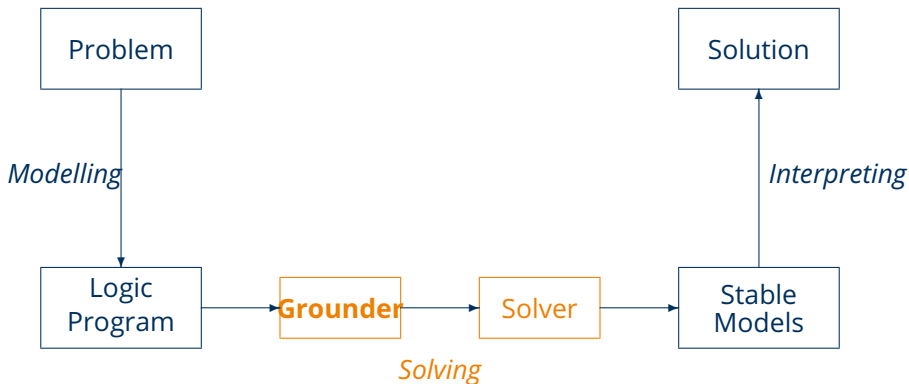 Problem
Solution
Modelling
Interpreting
Logic
Program
Grounder
Solver
Stable
Models
Solving